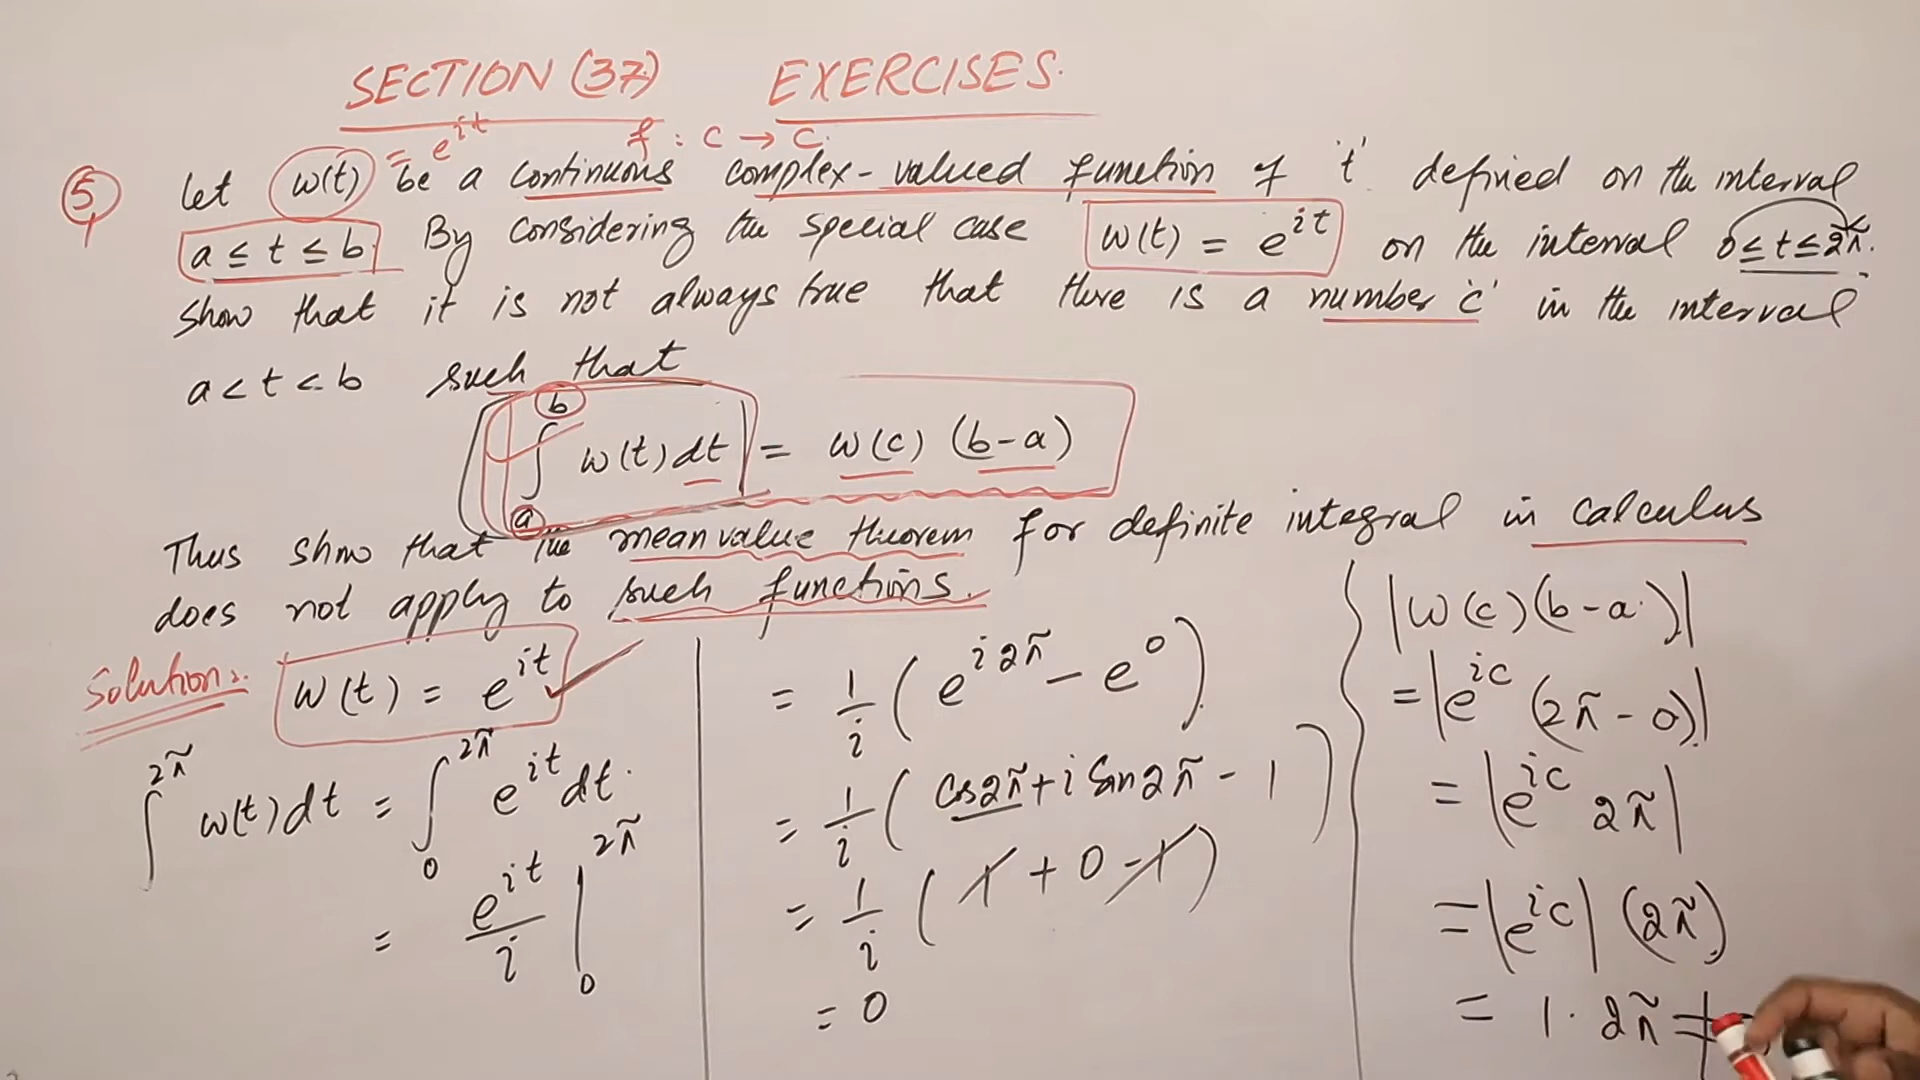 SECTION (37) EXERCISES.
= e^{it} f : C → C.
5 let w(t) be a continuous complex-valued function of 't' defined on the interval
a ≤ t ≤ b. By considering the special case w(t) = e^{it} on the interval 0 ≤ t ≤ 2π.
Show that it is not always true that there is a number 'c' in the interval
a < t < b such that
∫_a^b w(t) dt = w(c) (b-a)
Thus show that the mean value theorem for definite integral in calculus
does not apply to such functions.
Solution:. w(t) = e^{it}
∫^{2π} w(t) dt = ∫_0^{2π} e^{it} dt.
= e^{it}/i |_0^{2π}
= 1/i (e^{i2π} - e^0)
= 1/i (cos2π + i Sin2π - 1)
= 1/i (1 + 0 - 1)
= 0
|w(c)(b-a)|
= |e^{ic} (2π - 0)|
= |e^{ic} 2π|
= |e^{ic}| (2π)
= 1. 2π ≠